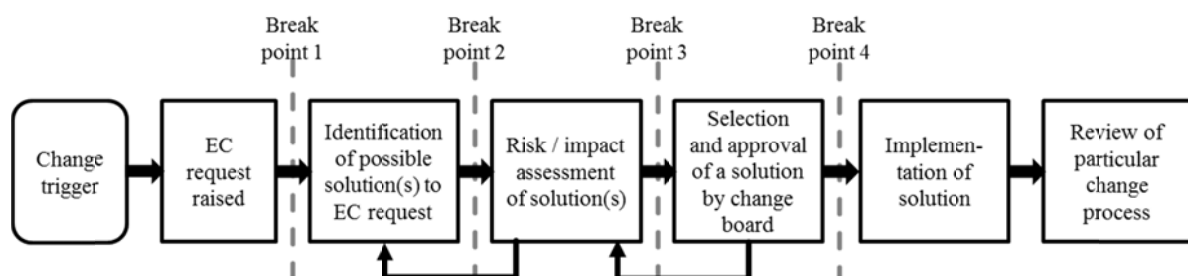 Break
point 1
Break
point 2
Break
point 3
Break
point 4
Change
trigger
EC
request
raised
Identification
of possible
solution(s) to
EC request
Risk / impact
assessment
of solution(s)
Selection
and approval
of a solution
by change
board
Implemen-
tation of
solution
Review of
particular
change
process